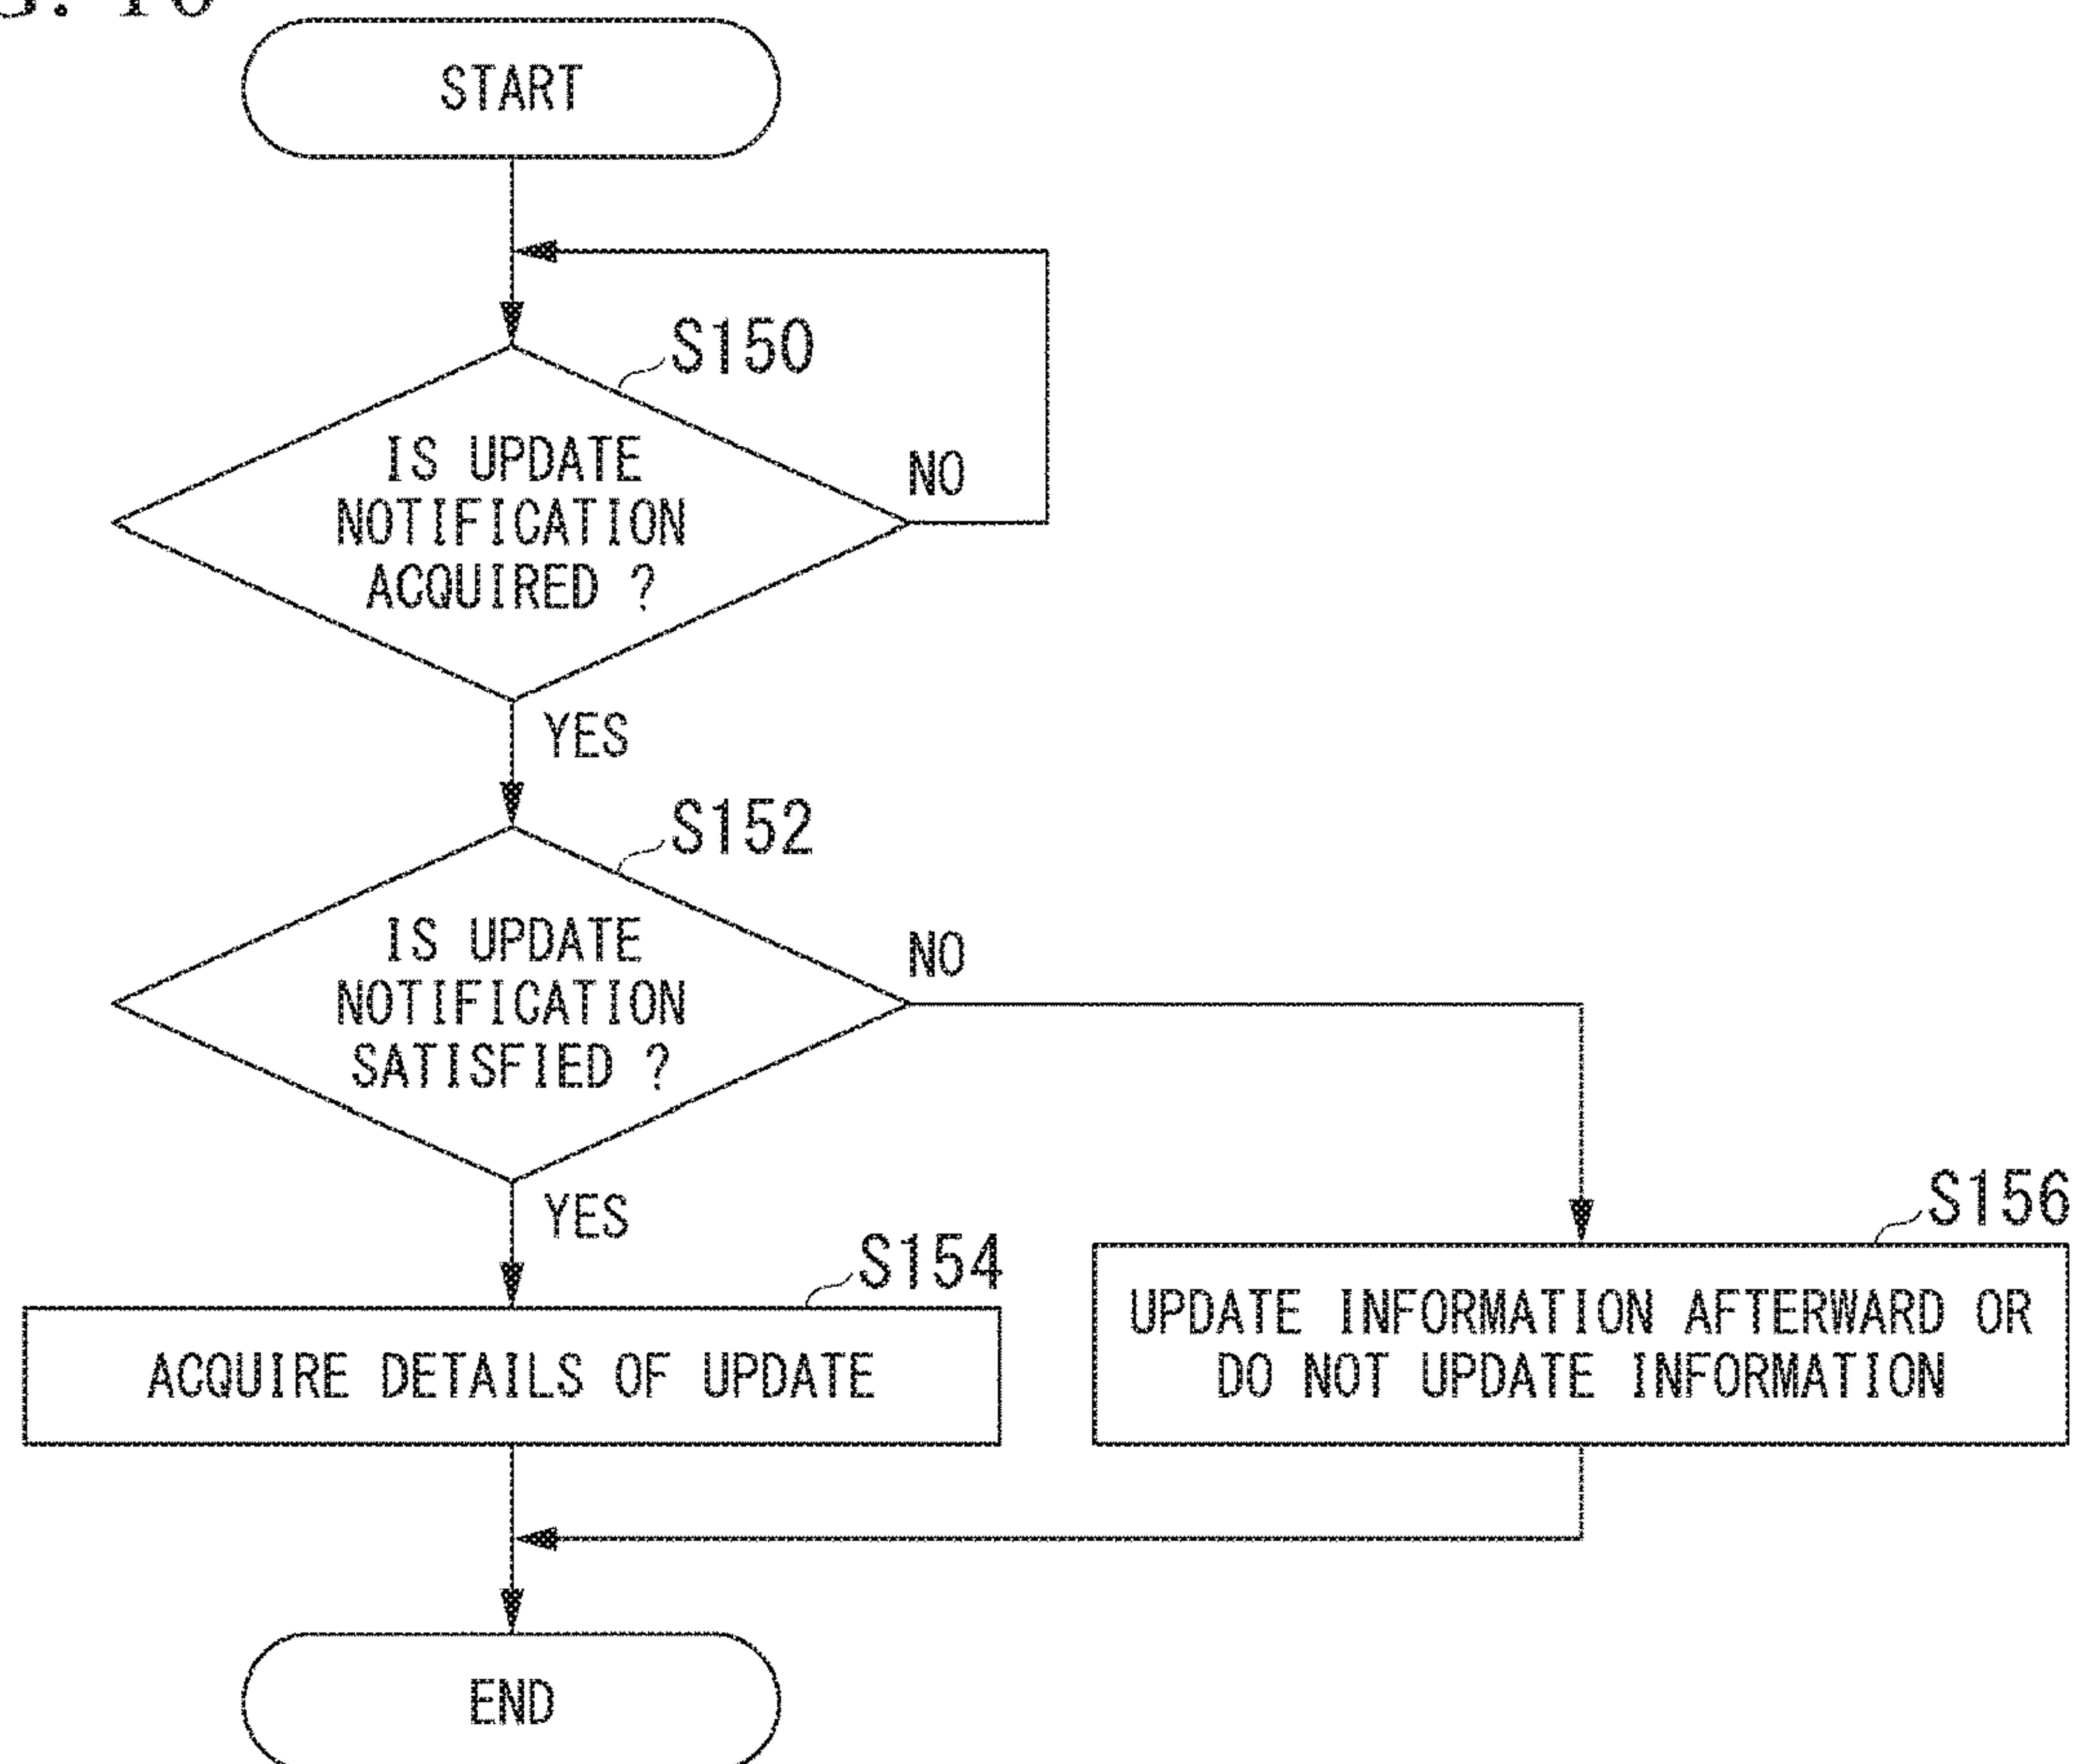 START
S150
IS UPDATE
NOTIFICATION
ACQUIRED ?
NO
YES
S152
IS UPDATE
NOTIFICATION
SATISFIED ?
NO
YES
S154
ACQUIRE DETAILS OF UPDATE
S156
UPDATE INFORMATION AFTERWARD OR
DO NOT UPDATE INFORMATION
END